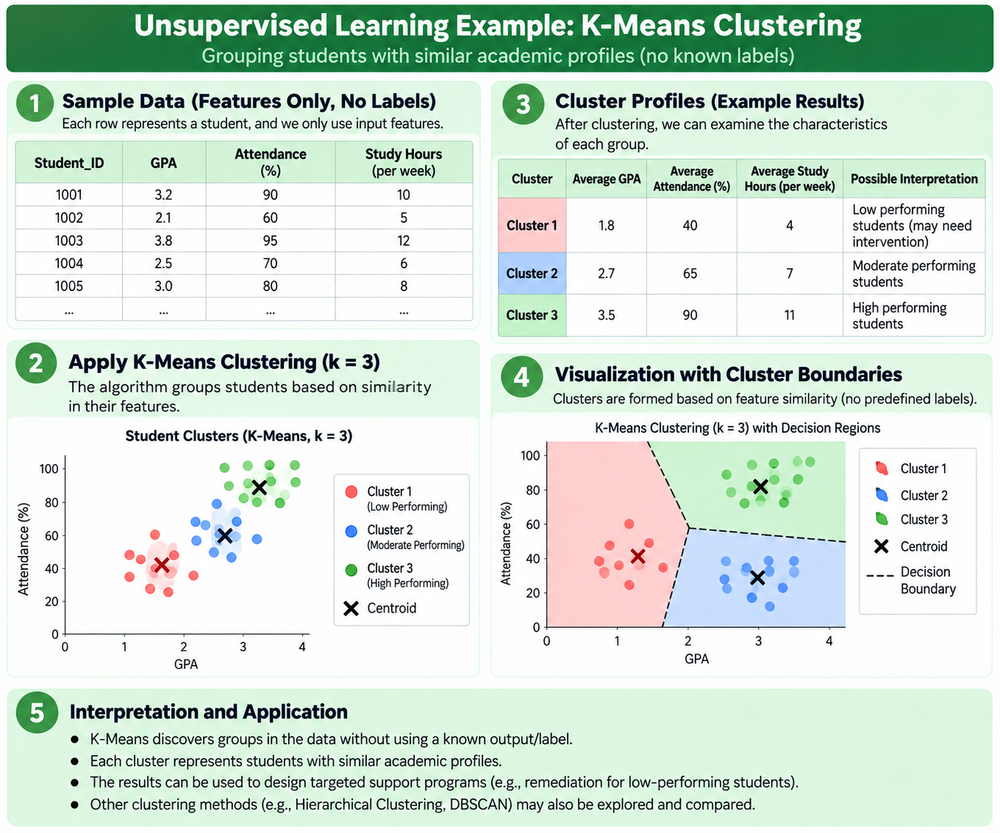 Unsupervised Learning Example: K-Means Clustering
Grouping students with similar academic profiles (no known labels)
1
Sample Data (Features Only, No Labels)
Each row represents a student, and we only use input features.
Student_ID GPA Attendance (%) Study Hours (per week)
1001 3.2 90 10
1002 2.1 60 5
1003 3.8 95 12
1004 2.5 70 6
1005 3.0 80 8
... ... ... ...
2
Apply K-Means Clustering (k = 3)
The algorithm groups students based on similarity
in their features.
Student Clusters (K-Means, k = 3)
Attendance (%)
100
80
60
40
20
0
0 1 2 3 4
GPA
Cluster 1
(Low Performing)
Cluster 2
(Moderate Performing)
Cluster 3
(High Performing)
Centroid
3
Cluster Profiles (Example Results)
After clustering, we can examine the characteristics
of each group.
Cluster Average GPA Average Attendance (%) Average Study Hours (per week) Possible Interpretation
Cluster 1 1.8 40 4 Low performing students (may need intervention)
Cluster 2 2.7 65 7 Moderate performing students
Cluster 3 3.5 90 11 High performing students
4
Visualization with Cluster Boundaries
Clusters are formed based on feature similarity (no predefined labels).
K-Means Clustering (k = 3) with Decision Regions
Attendance (%)
100
80
60
40
20
0
0 1 2 3 4
GPA
Cluster 1
Cluster 2
Cluster 3
Centroid
Decision
Boundary
5
Interpretation and Application
● K-Means discovers groups in the data without using a known output/label.
● Each cluster represents students with similar academic profiles.
● The results can be used to design targeted support programs (e.g., remediation for low-performing students).
● Other clustering methods (e.g., Hierarchical Clustering, DBSCAN) may also be explored and compared.